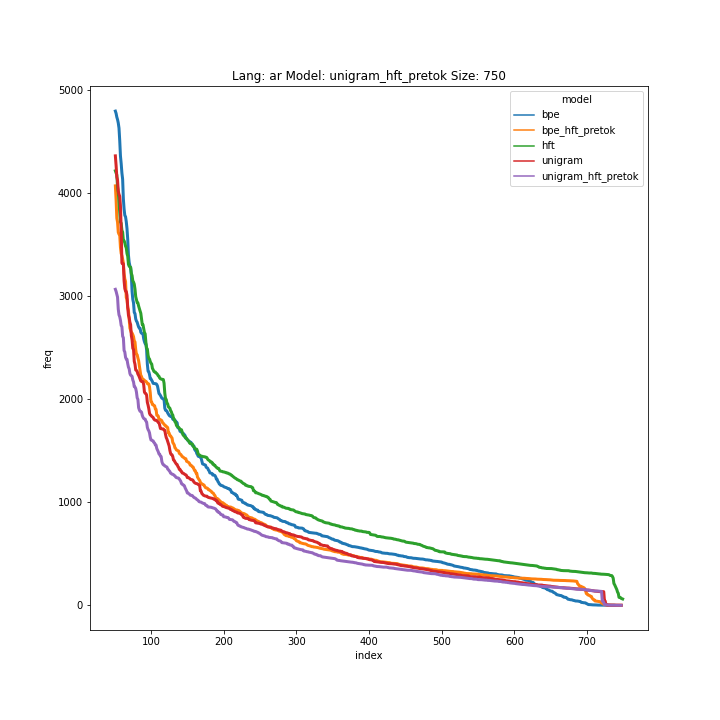 Lang: ar Model: unigram_hft_pretok Size: 750
5000
4000
3000
2000
1000
0
freq
100 200 300 400 500 600 700
index
model
bpe
bpe_hft_pretok
hft
unigram
unigram_hft_pretok